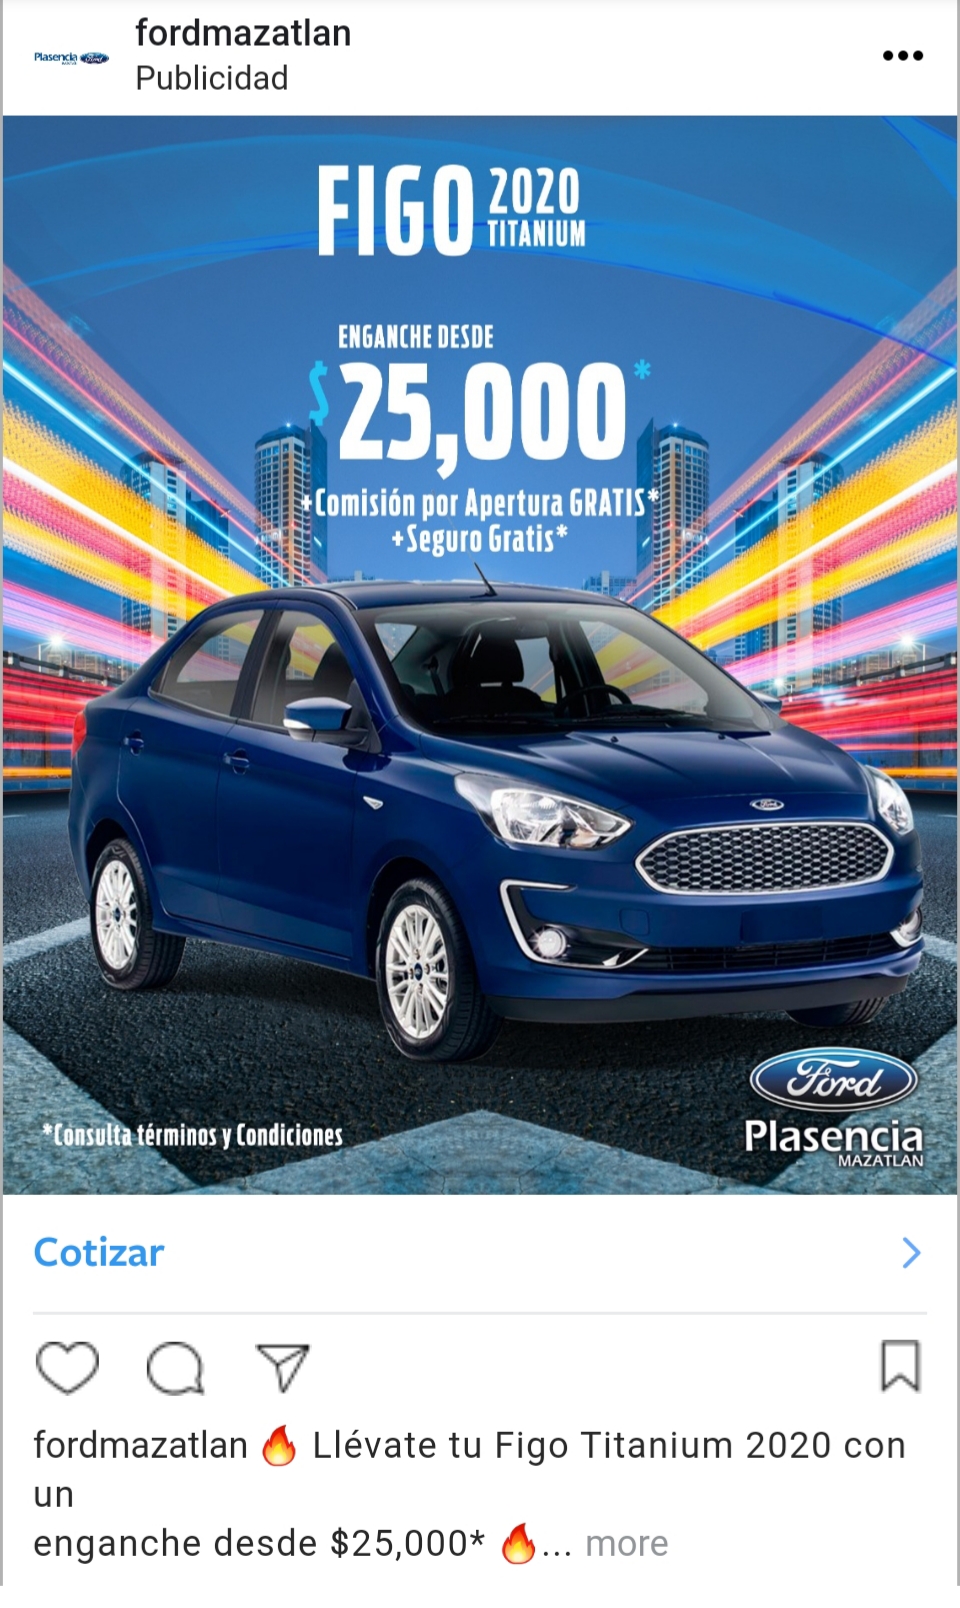 fordmazatlan
Plasencia Ford
Publicidad
FIGO 2020
TITANIUM
ENGANCHE DESDE
$25,000*
+Comisión por Apertura GRATIS*
+Seguro Gratis*
Ford
Ford
*Consulta términos y Condiciones
Plasencia
MAZATLAN
Cotizar
fordmazatlan 🔥 Llévate tu Figo Titanium 2020 con
un
enganche desde $25,000* 🔥... more